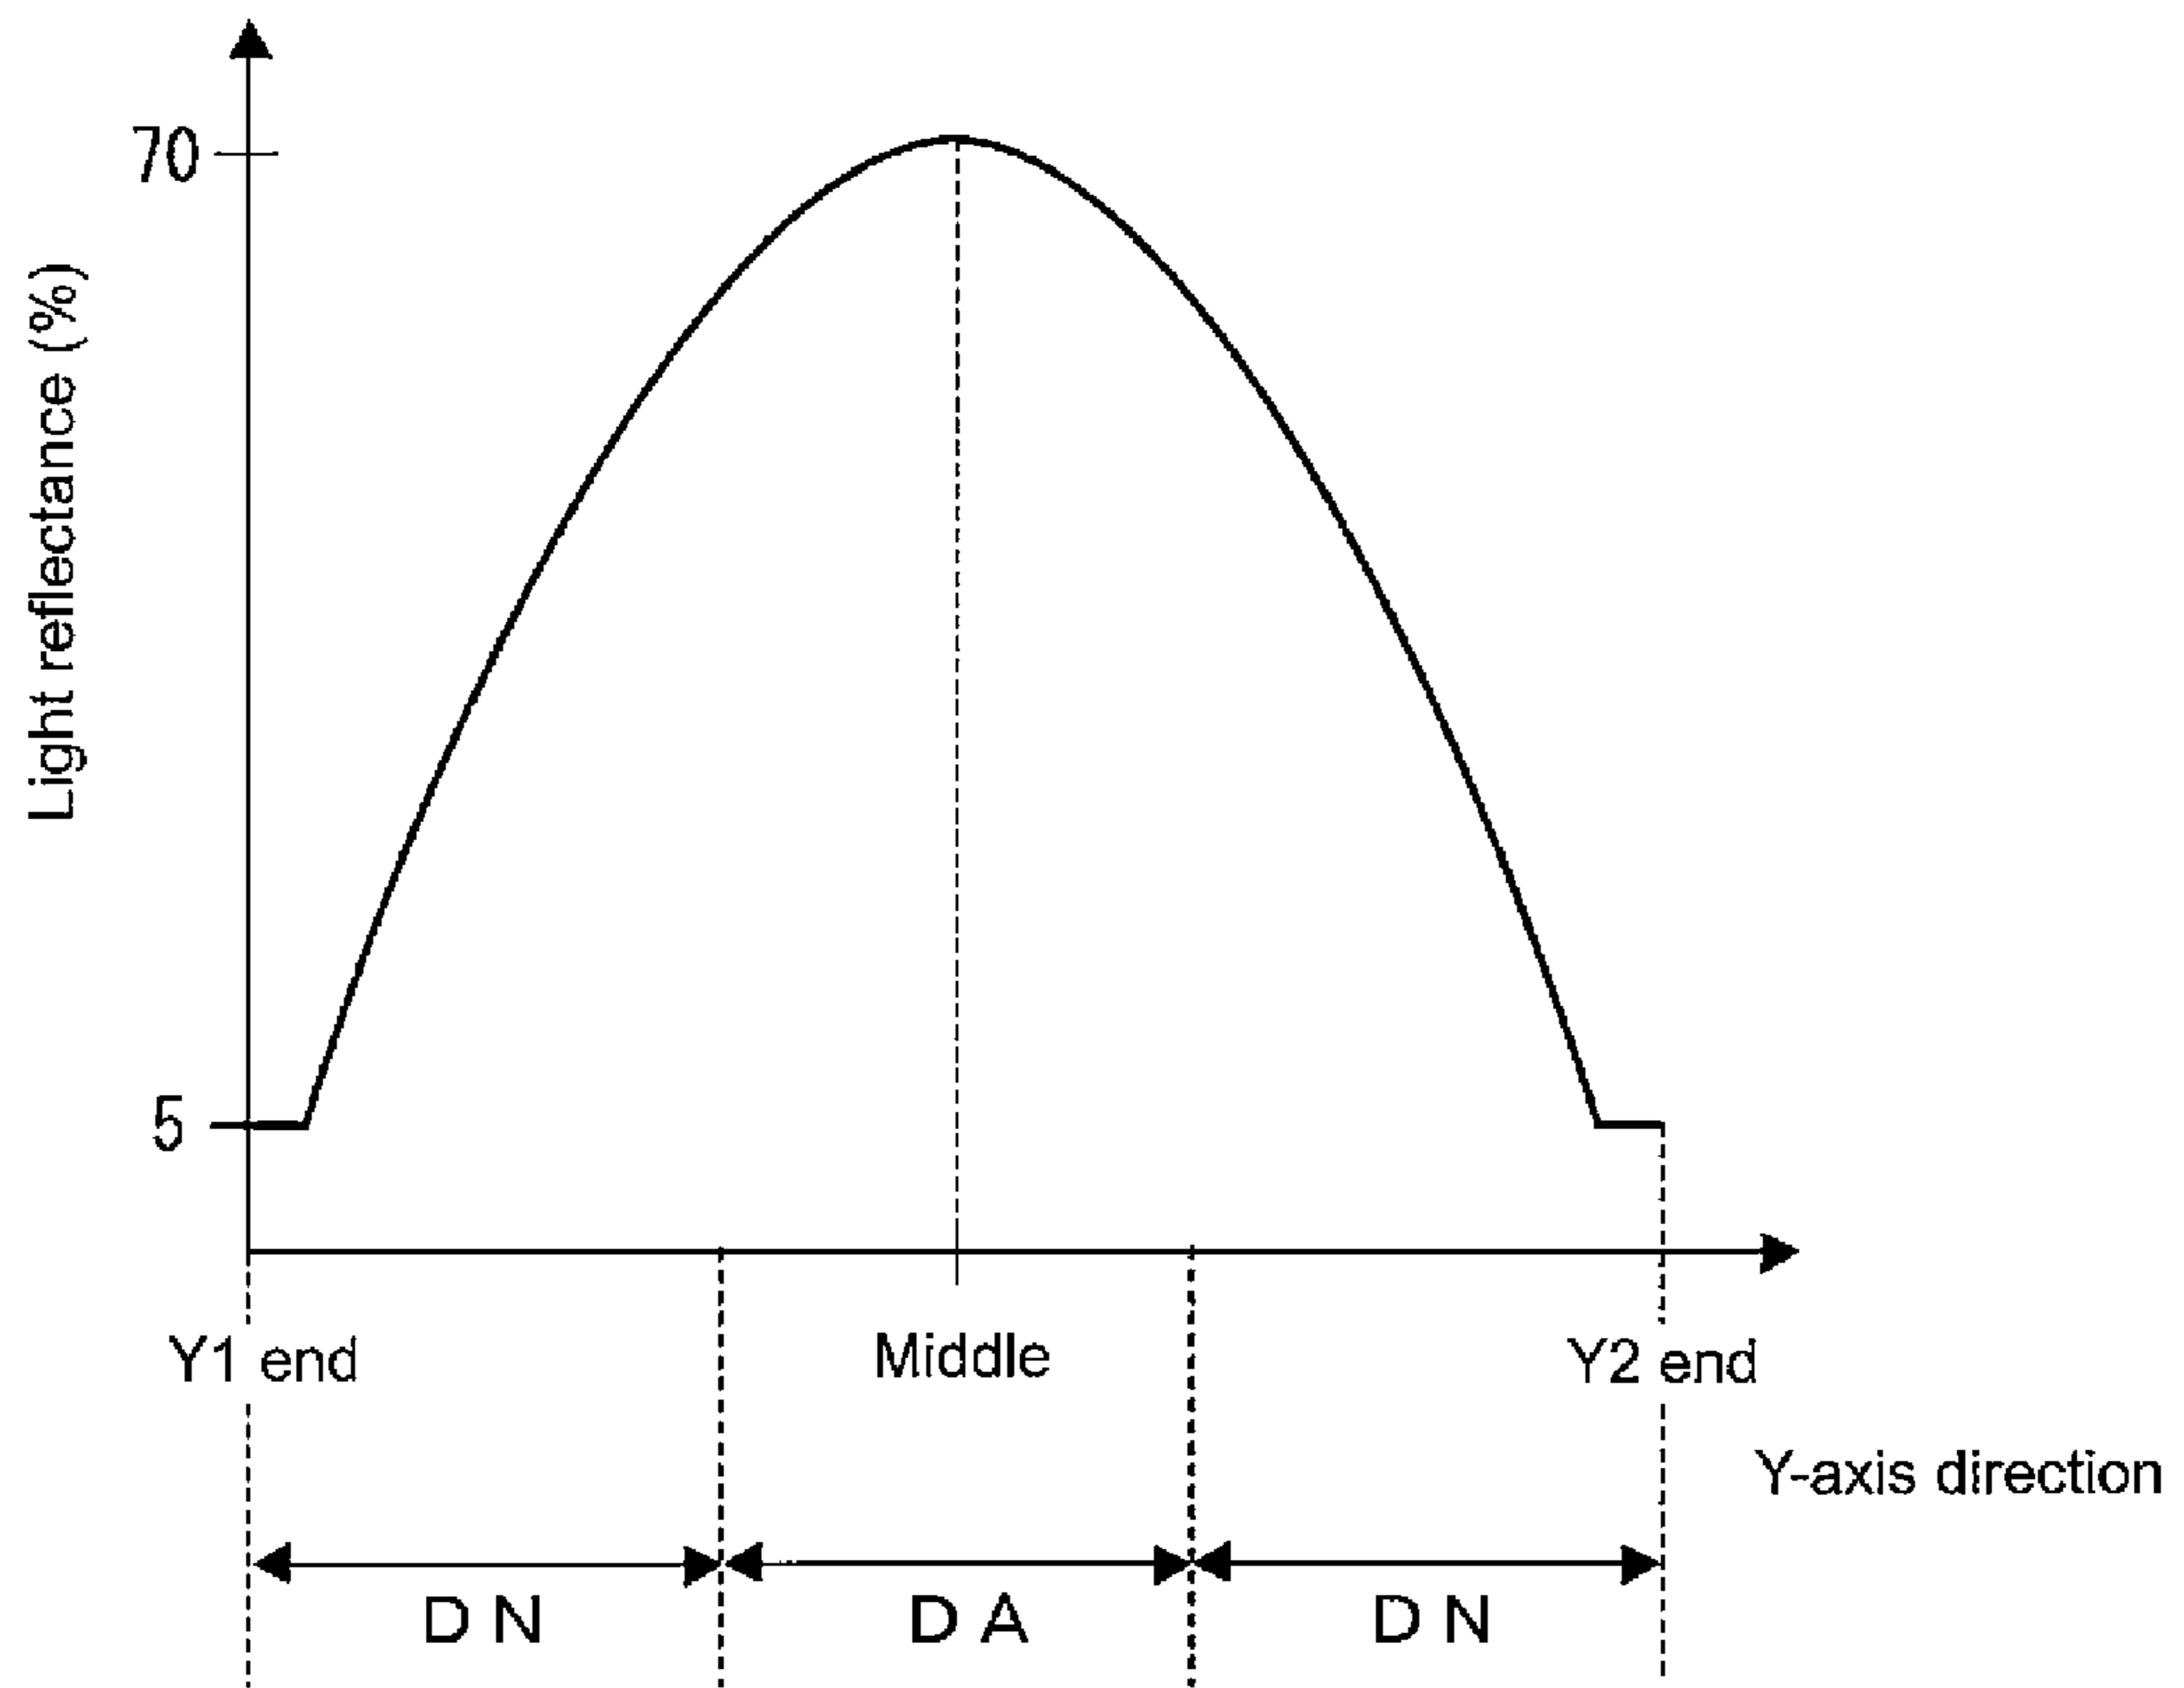 70
Light reflectance (%)
5
Y1 end
Middle
Y2 end
Y-axis direction
D N
D A
D N